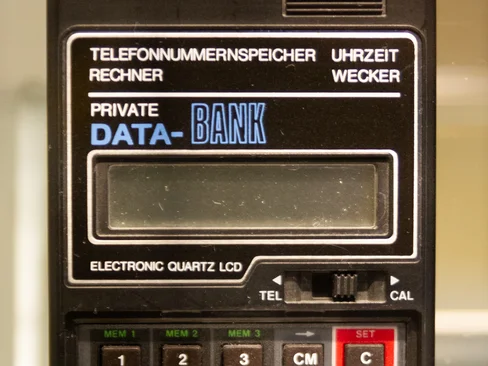 TELEFONNUMMERNSPEICHER UHRZEIT
RECHNER WECKER
PRIVATE
DATA-BANK
ELECTRONIC QUARTZ LCD
TEL CAL
MEM 1 MEM 2 MEM 3 → SET
1 2 3 CM C